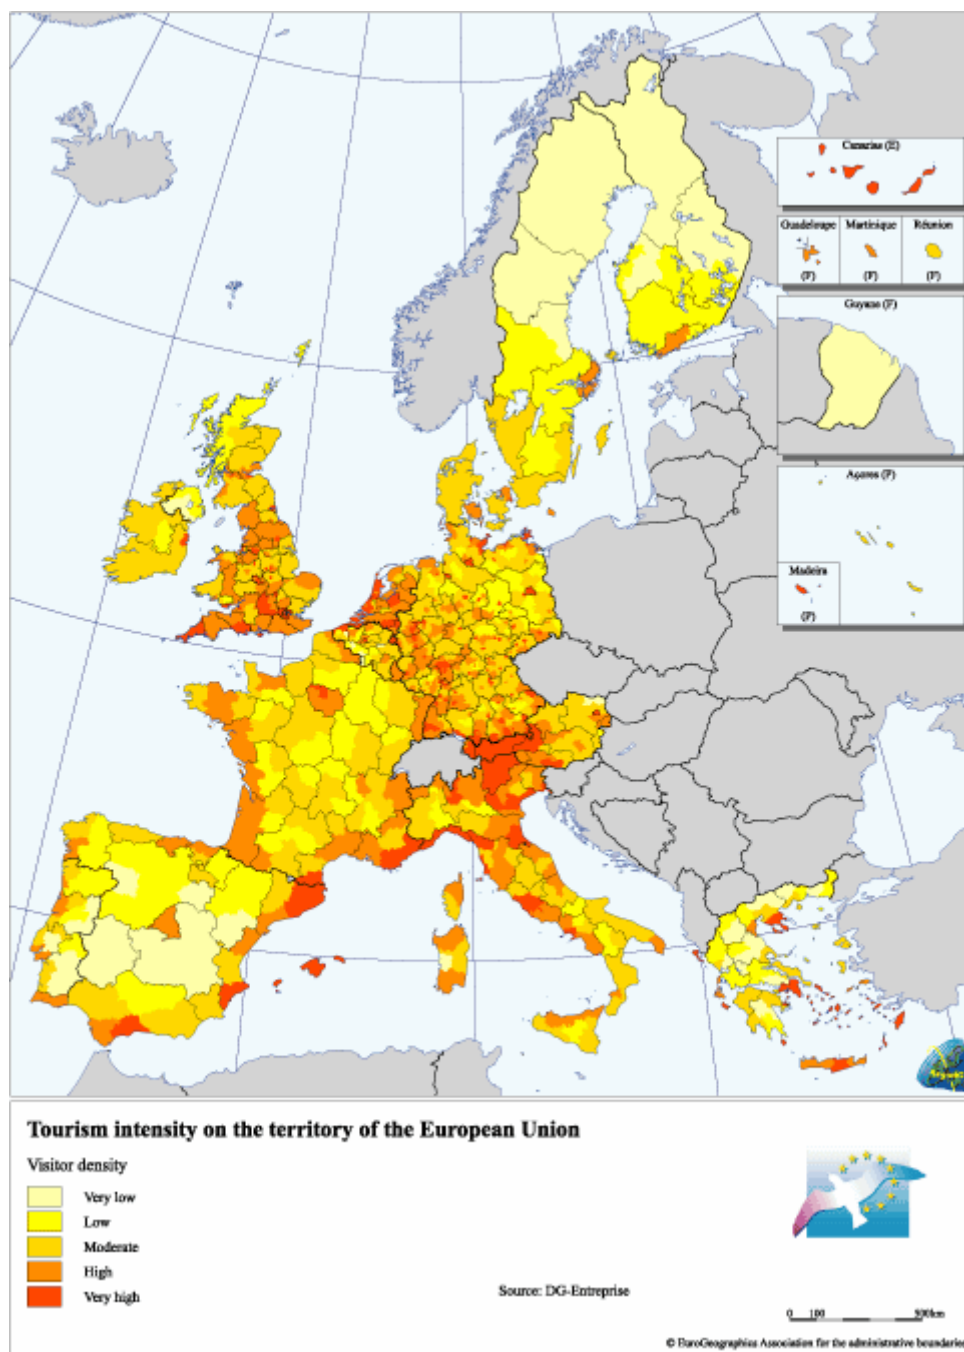 Canarias (E)
Guadeloupe
Martinique
Réunion
(F)
(F)
(F)
Guyane (F)
Açores (P)
Madeira
(P)
Tourism intensity on the territory of the European Union
Visitor density
Very low
Low
Moderate
High
Very high
Source: DG-Entreprise
0 100 500km
© EuroGeographics Association for the administrative boundaries